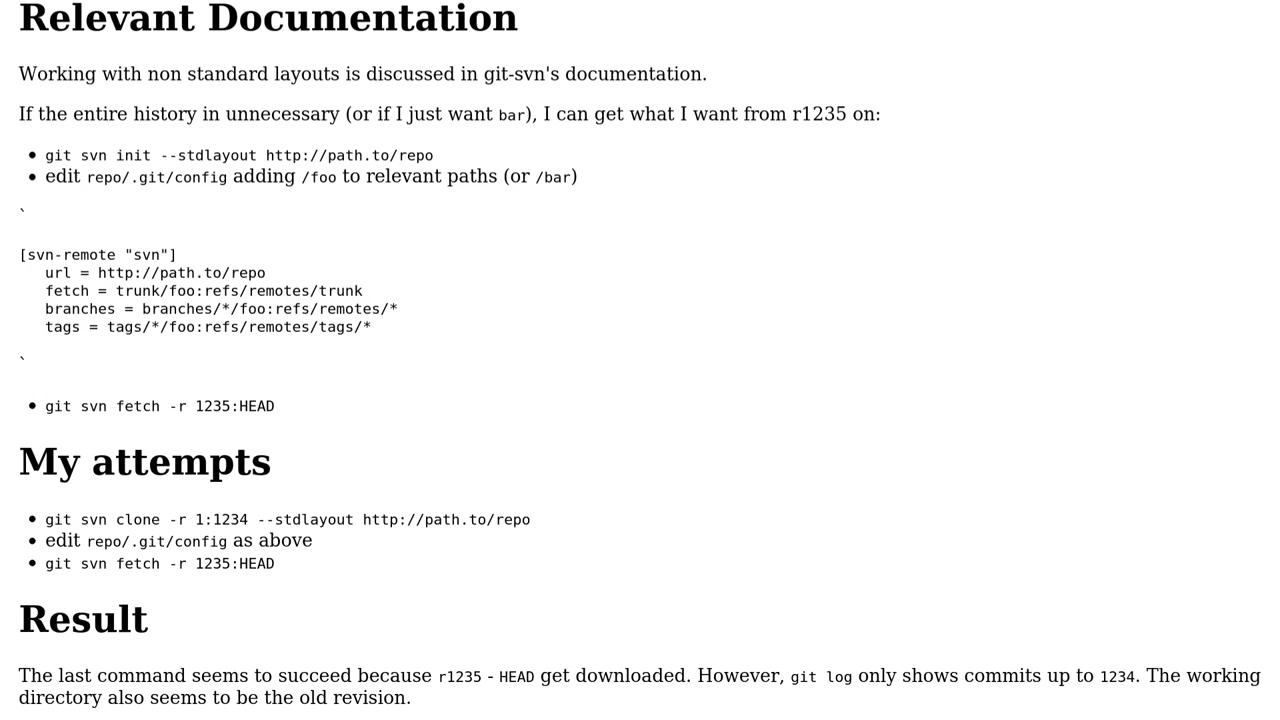 Relevant Documentation
Working with non standard layouts is discussed in git-svn's documentation.
If the entire history in unnecessary (or if I just want bar), I can get what I want from r1235 on:
• git svn init --stdlayout http://path.to/repo
• edit repo/.git/config adding /foo to relevant paths (or /bar)
`
[svn-remote "svn"]
   url = http://path.to/repo
   fetch = trunk/foo:refs/remotes/trunk
   branches = branches/*/foo:refs/remotes/*
   tags = tags/*/foo:refs/remotes/tags/*
`
• git svn fetch -r 1235:HEAD
My attempts
• git svn clone -r 1:1234 --stdlayout http://path.to/repo
• edit repo/.git/config as above
• git svn fetch -r 1235:HEAD
Result
The last command seems to succeed because r1235 - HEAD get downloaded. However, git log only shows commits up to 1234. The working
directory also seems to be the old revision.